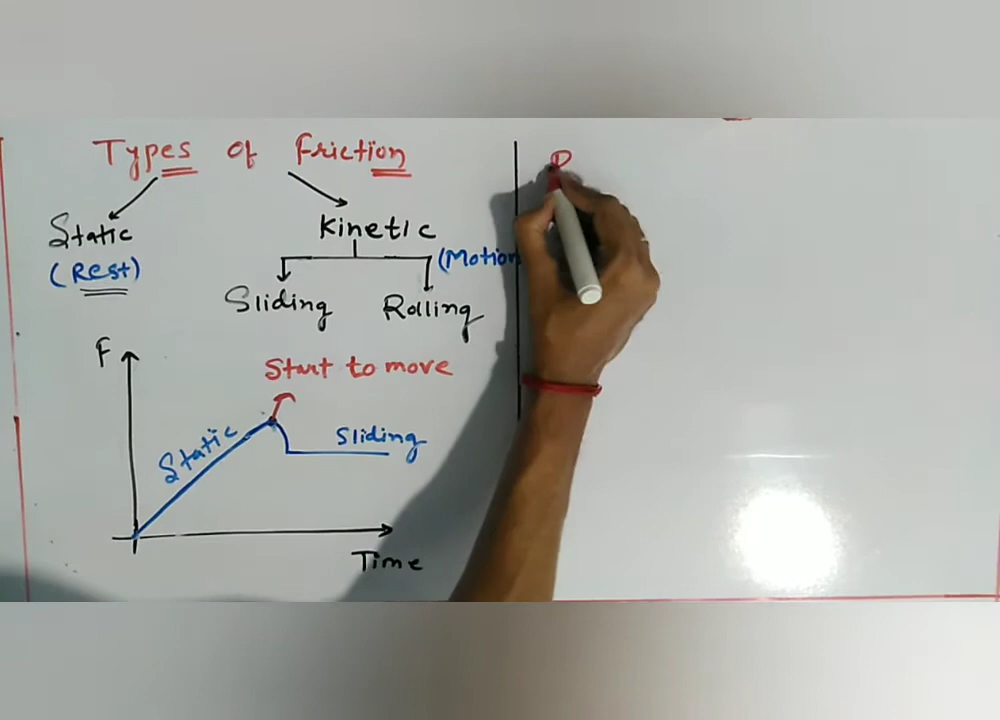 Types of friction
Static
Kinetic
(Rest)
(Motion
Sliding
Rolling
F
Start to move
Static
Sliding
Time